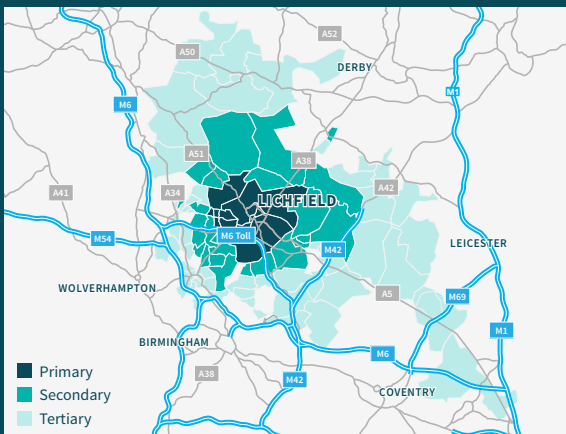 A52
A50
DERBY
M1
M6
A51
A38
A42
A41
A34
LICHFIELD
M6 Toll
M54
M42
LEICESTER
WOLVERHAMPTON
A5
M69
M1
BIRMINGHAM
M6
A38
M42
COVENTRY
Primary
Secondary
Tertiary